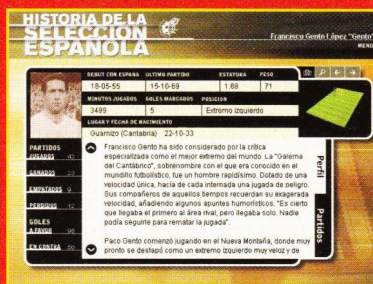 HISTORIA DE LA
SELECCIÓN
ESPAÑOLA
Francisco Gento López "Gento"
MENÚ
DEBUT CON ESPAÑA ULTIMO PARTIDO ESTATURA PESO
18-05-55 15-10-69 1.68 71
MINUTOS JUGADOS GOLES MARCADOS POSICION
3499 5 Extremo izquierdo
LUGAR Y FECHA DE NACIMIENTO
Guarnizo (Cantabria) 22-10-33
PARTIDOS
JUGADOS 43
GANADOS
EMPATADOS 9
PERDIDOS 12
GOLES
A FAVOR
EN CONTRA
Francisco Gento ha sido considerado por la crítica
especializada como el mejor extremo del mundo. La "Galerna
del Cantábrico", sobrenombre con el que era conocido en el
mundillo futbolístico, fue un hombre rapidísimo. Dotado de una
velocidad única, hacía de cada internada una jugada de peligro.
Sus compañeros de aquellos tiempos recuerdan su exagerada
velocidad, añadiendo algunos apuntes humorísticos. "Es cierto
que llegaba el primero al área rival, pero llegaba solo. Nadie
podía seguirle para rematar la jugada".
Paco Gento comenzó jugando en el Nueva Montaña, donde muy
pronto se destapó como un extremo izquierdo muy veloz y de
Perfil
Partidos